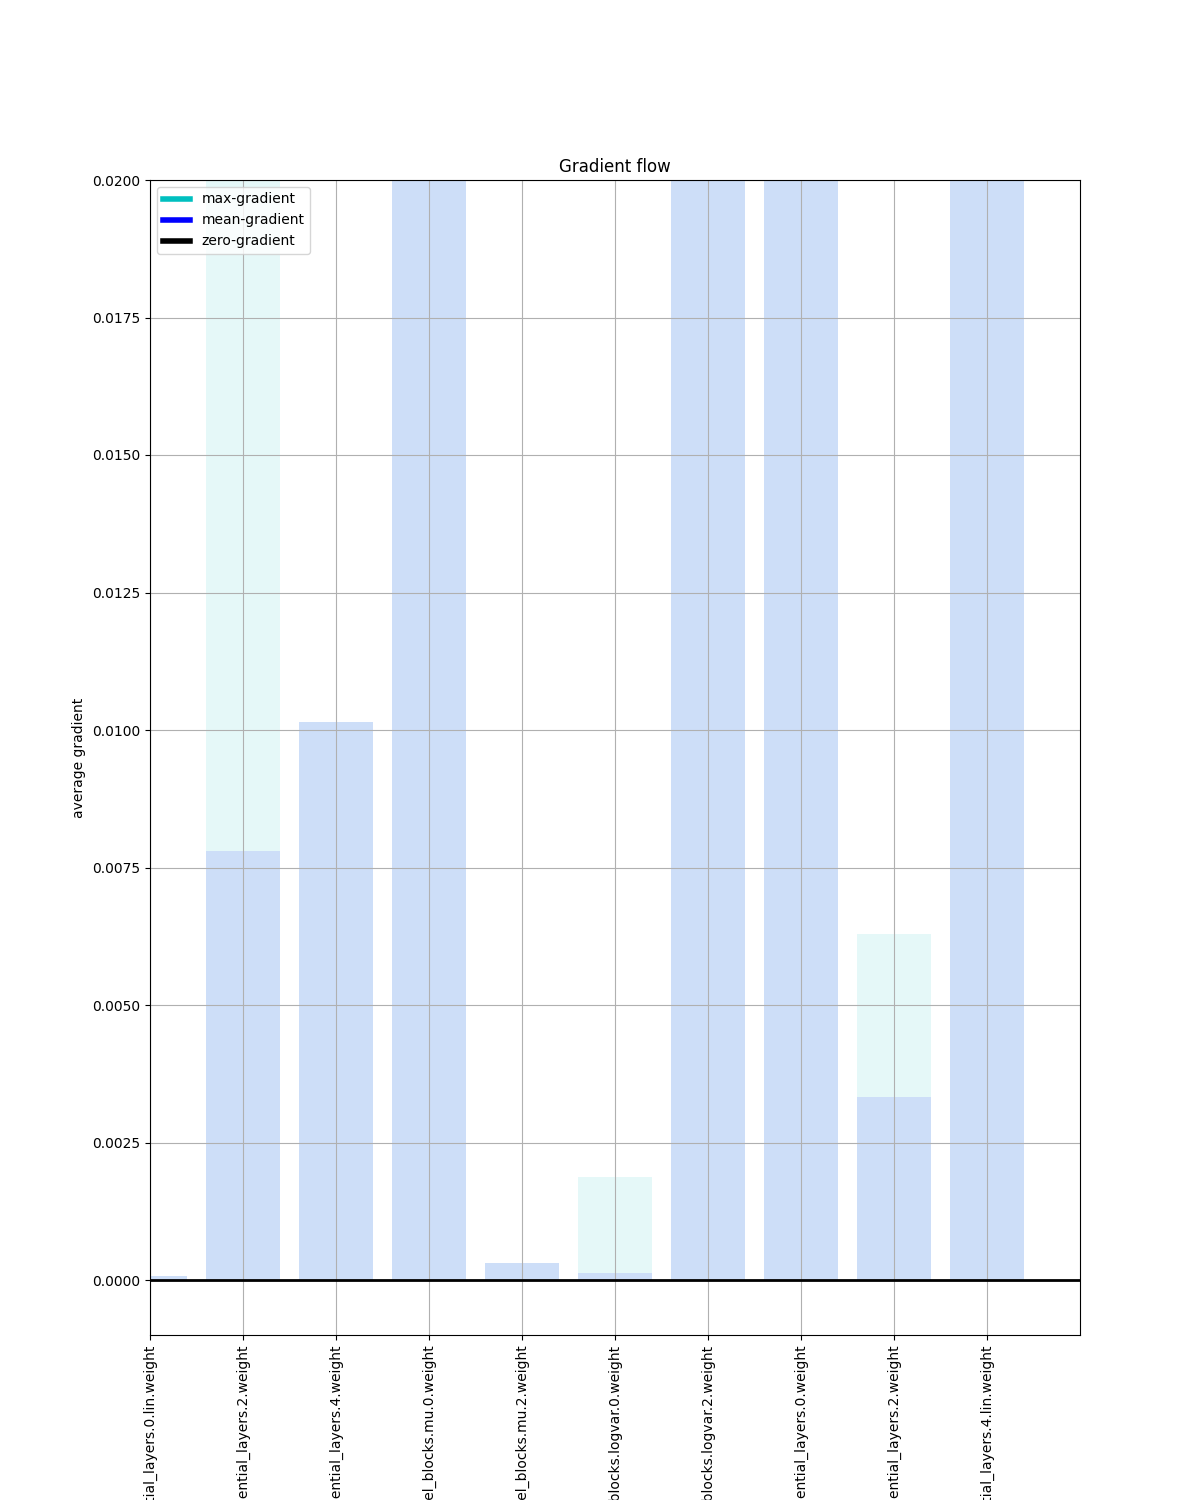 Gradient flow
max-gradient
mean-gradient
zero-gradient
0.0200
0.0175
0.0150
0.0125
0.0100
0.0075
0.0050
0.0025
0.0000
average gradient
tial_layers.0.lin.weight
ential_layers.2.weight
ential_layers.4.weight
el_blocks.mu.0.weight
el_blocks.mu.2.weight
blocks.logvar.0.weight
blocks.logvar.2.weight
ential_layers.0.weight
ential_layers.2.weight
tial_layers.4.lin.weight